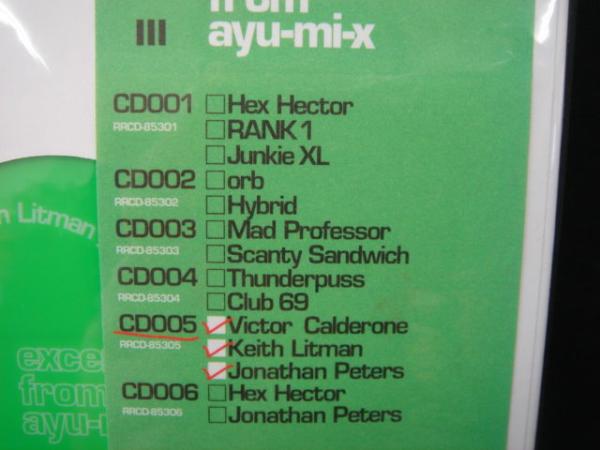 from
III
ayu-mi-x
CD001 Hex Hector
RRCD-85301 RANK 1
Junkie XL
CD002 orb
RRCD-85302 Hybrid
CD003 Mad Professor
RRCD-85303 Scanty Sandwich
CD004 Thunderpuss
RRCD-85304 Club 69
CD005 Victor Calderone
RRCD-85305 Keith Litman
Jonathan Peters
CD006 Hex Hector
RRCD-85306 Jonathan Peters
Litman
from